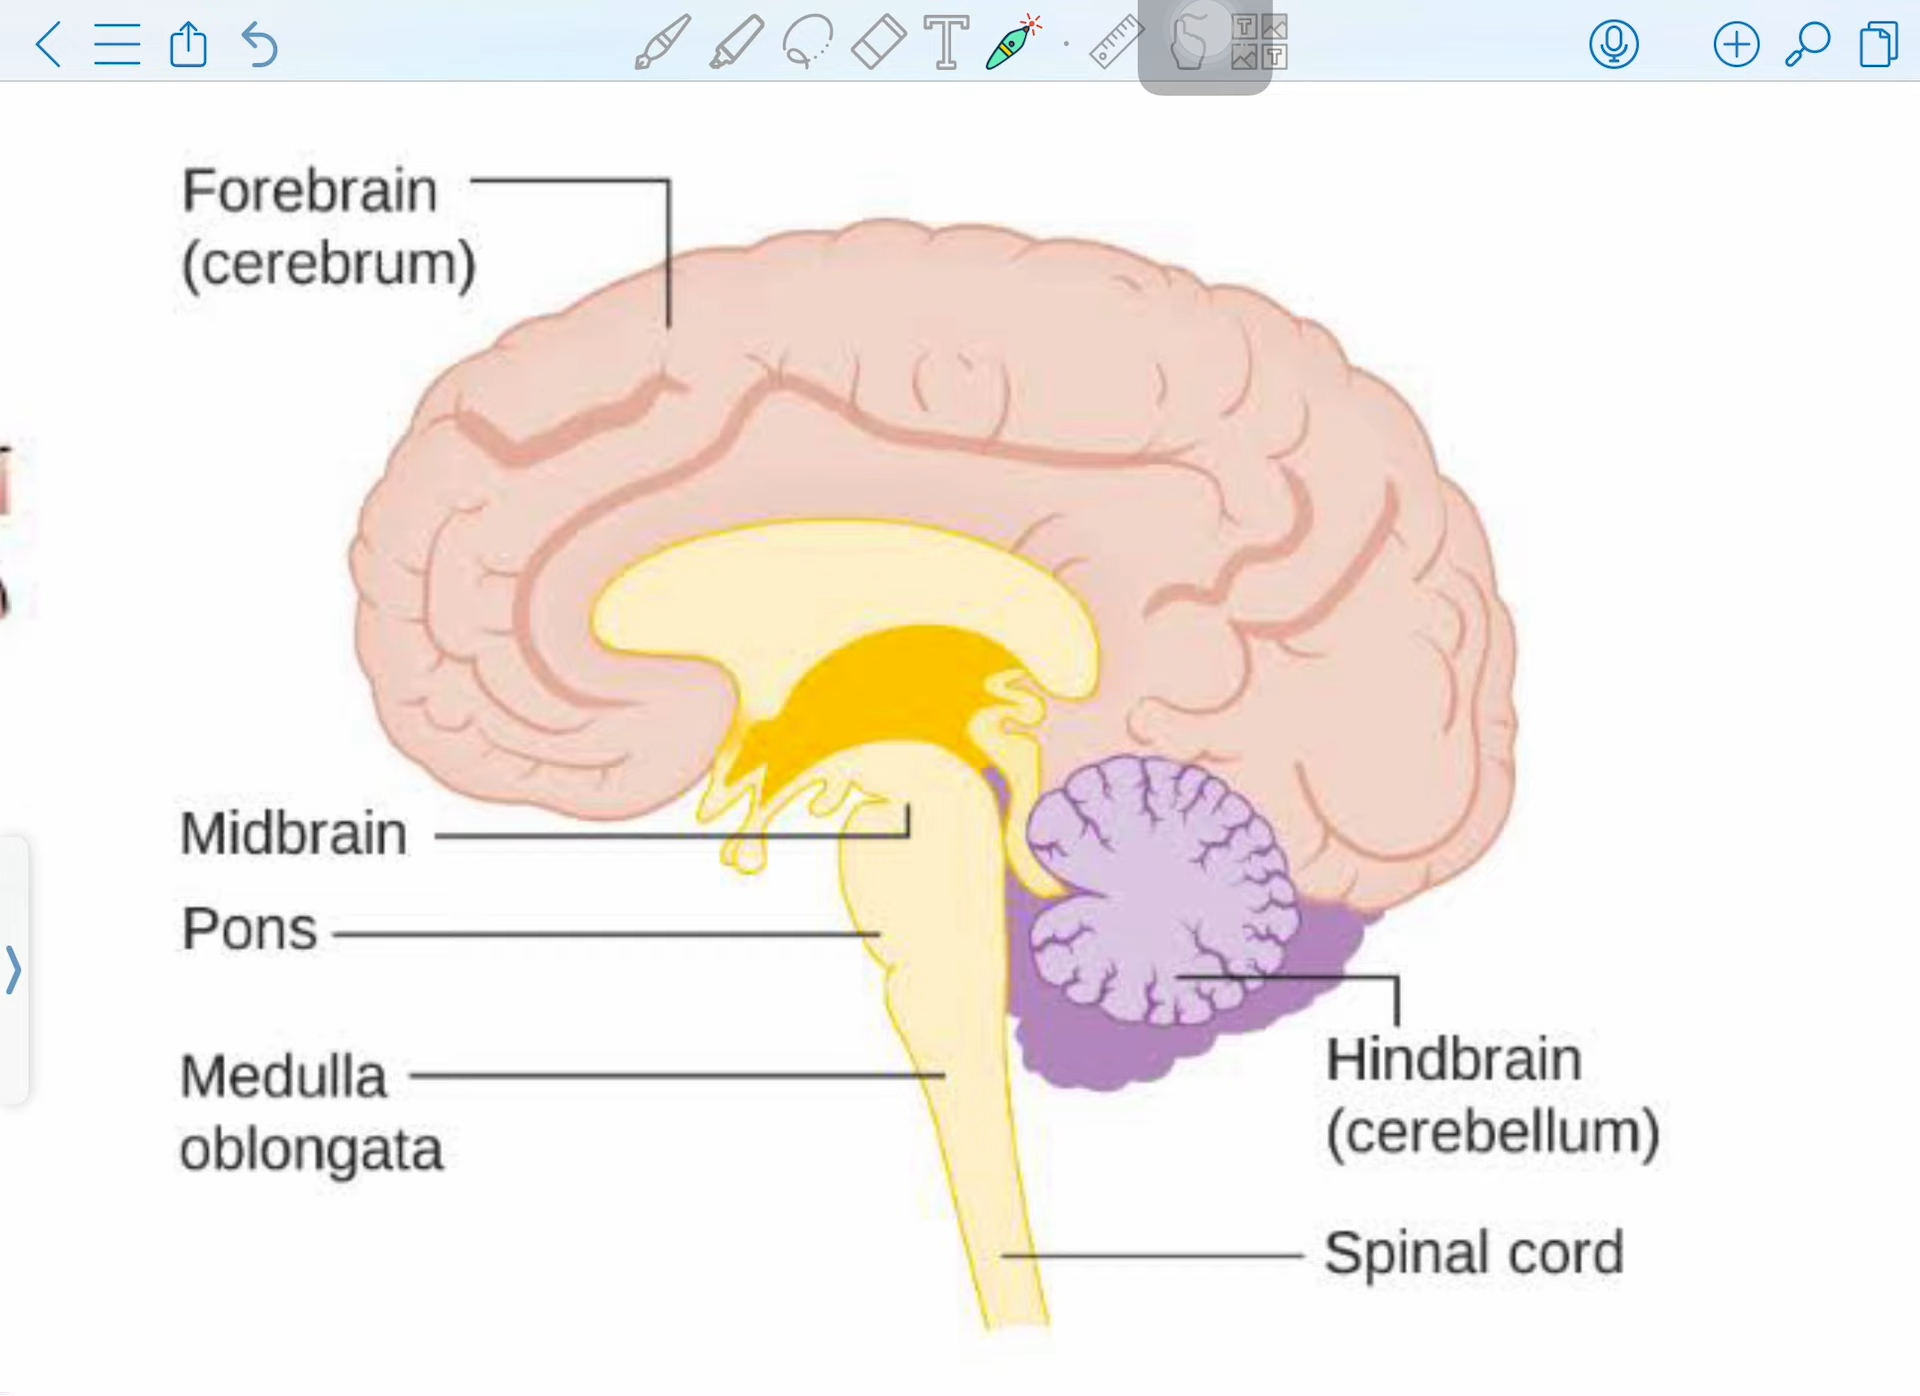 Forebrain
(cerebrum)
Midbrain
Pons
Medulla
oblongata
Hindbrain
(cerebellum)
Spinal cord